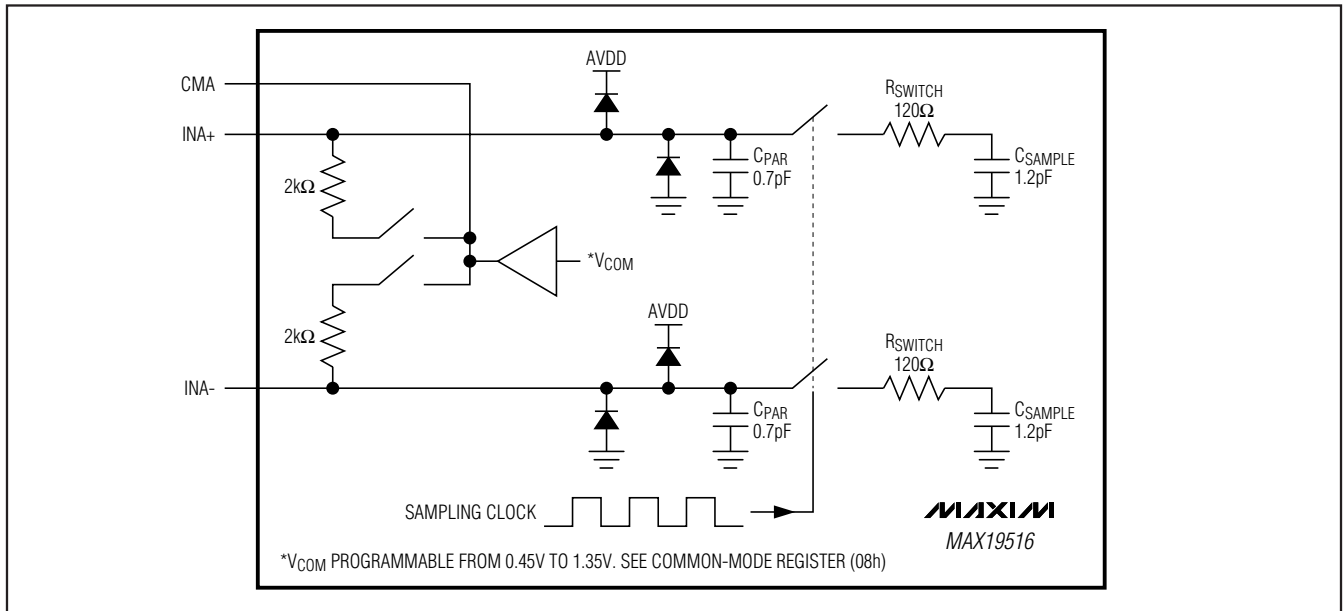 AVDD
CMA
RSWITCH
120Ω
INA+
CPAR
0.7pF
CSAMPLE
1.2pF
2kΩ
*VCOM
AVDD
2kΩ
RSWITCH
120Ω
INA-
CPAR
0.7pF
CSAMPLE
1.2pF
SAMPLING CLOCK
MAXIM
MAX19516
*VCOM PROGRAMMABLE FROM 0.45V TO 1.35V. SEE COMMON-MODE REGISTER (08h)